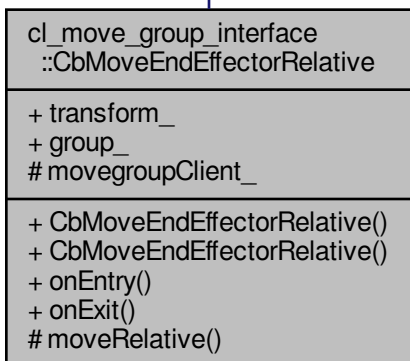 cl_move_group_interface
::CbMoveEndEffectorRelative
+ transform_
+ group_
# movegroupClient_
+ CbMoveEndEffectorRelative()
+ CbMoveEndEffectorRelative()
+ onEntry()
+ onExit()
# moveRelative()